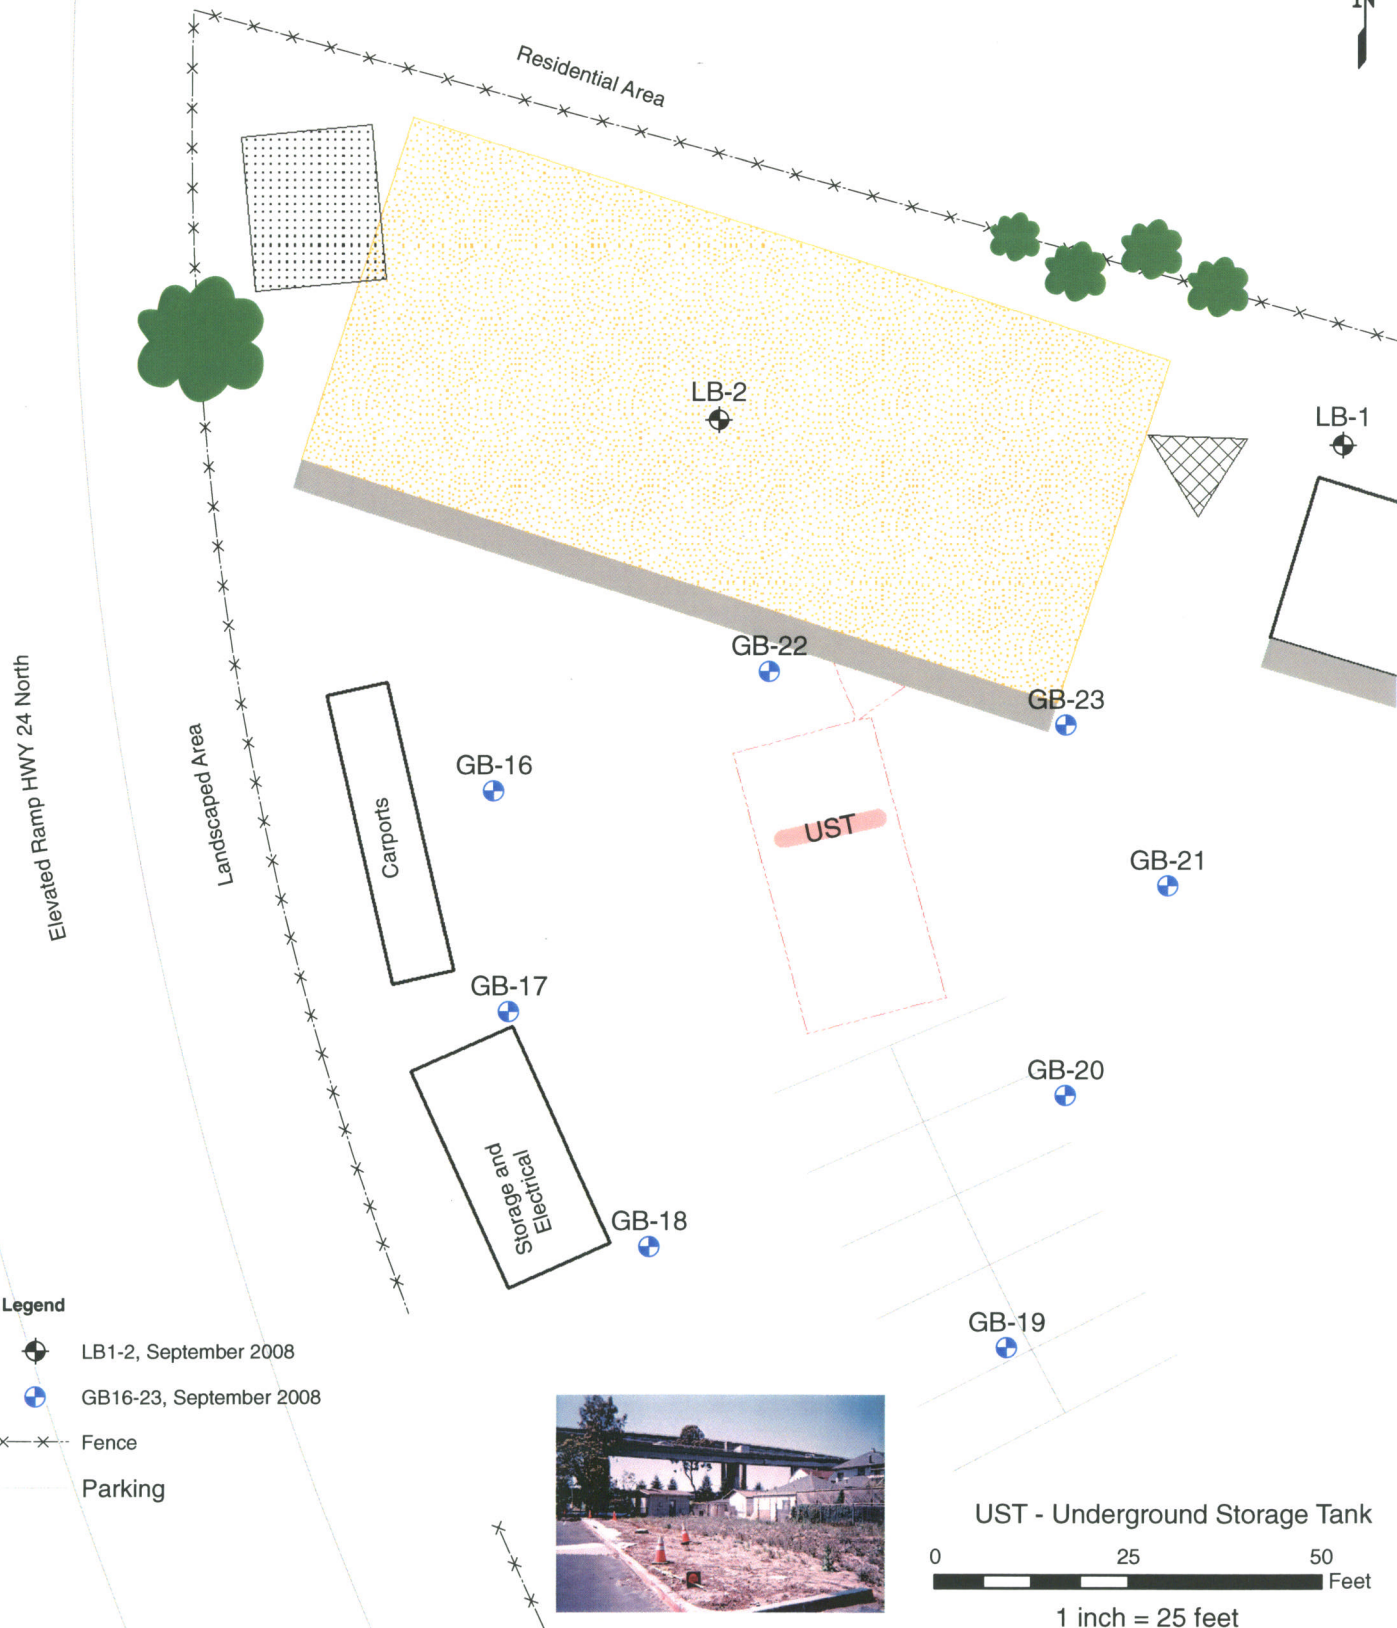 N
Residential Area
LB-2
LB-1
GB-22
GB-23
GB-16
UST
GB-21
Carports
Landscaped Area
Elevated Ramp HWY 24 North
GB-17
GB-20
Storage and
Electrical
GB-18
GB-19
Legend
LB1-2, September 2008
GB16-23, September 2008
Fence
Parking
UST - Underground Storage Tank
0 25 50
Feet
1 inch = 25 feet